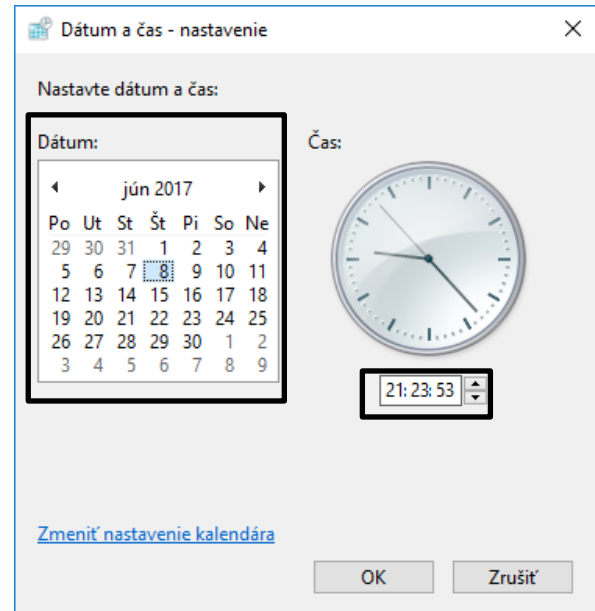 Dátum a čas - nastavenie
Nastavte dátum a čas:
Dátum:
jún 2017
Po Ut St Št Pi So Ne
29 30 31 1 2 3 4
5 6 7 8 9 10 11
12 13 14 15 16 17 18
19 20 21 22 23 24 25
26 27 28 29 30 1 2
3 4 5 6 7 8 9
Čas:
21: 23: 53
Zmeniť nastavenie kalendára
OK Zrušiť